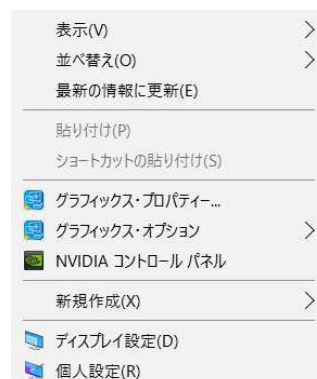 表示(V)
並べ替え(O)
最新の情報に更新(E)
貼り付け(P)
ショートカットの貼り付け(S)
グラフィックス・プロパティー...
グラフィックス・オプション
NVIDIA コントロール パネル
新規作成(X)
ディスプレイ設定(D)
個人設定(R)